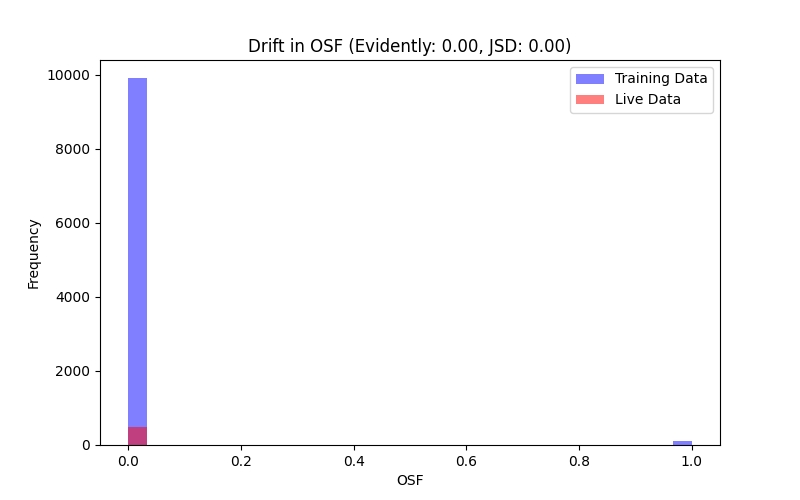 Drift in OSF (Evidently: 0.00, JSD: 0.00)
Training Data
Live Data
10000
8000
6000
4000
2000
0
Frequency
0.0 0.2 0.4 0.6 0.8 1.0
OSF